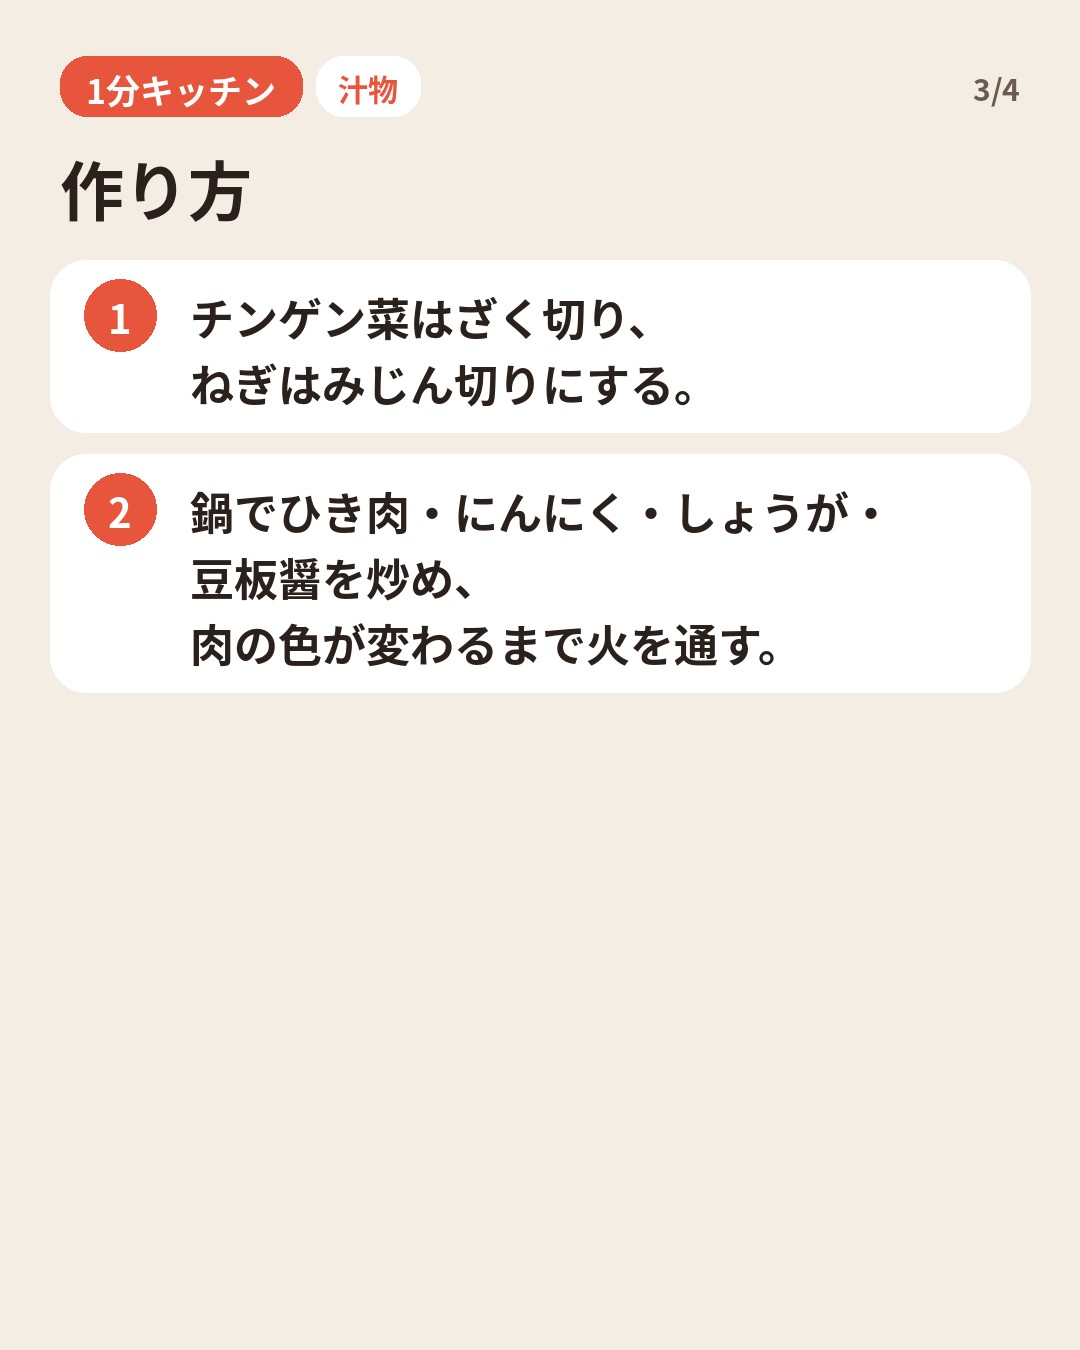 1分キッチン
汁物
3/4
作り方
1
チンゲン菜はざく切り、
ねぎはみじん切りにする。
2
鍋でひき肉・にんにく・しょうが・
豆板醤を炒め、
肉の色が変わるまで火を通す。